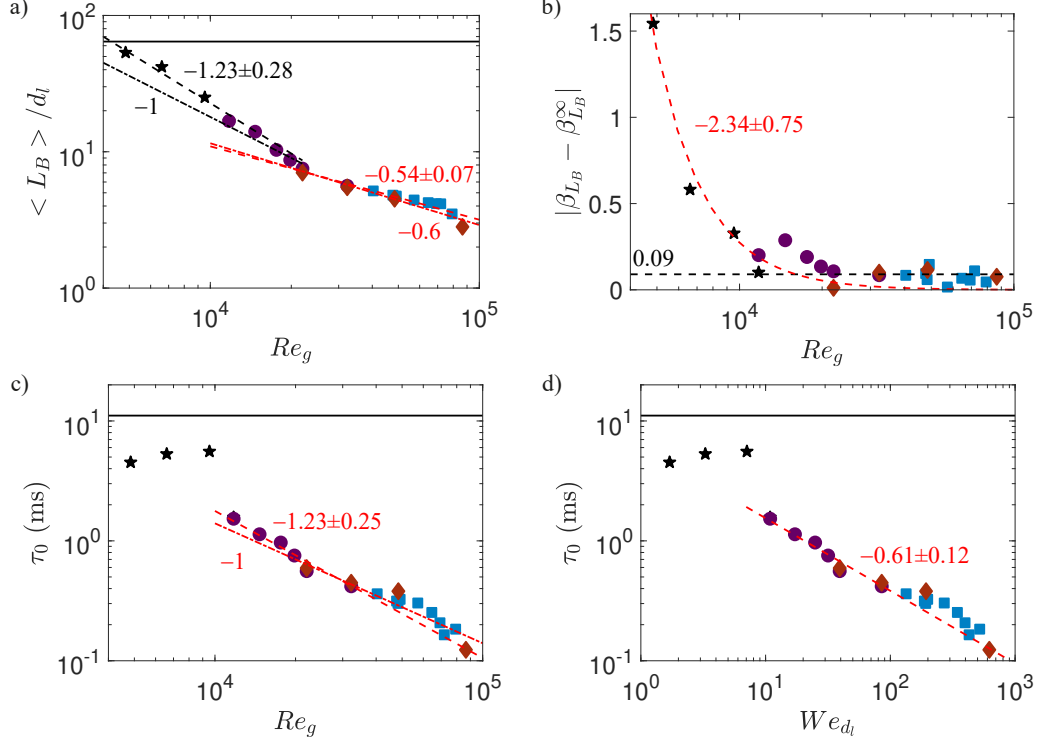 a)
10^2
10^1
10^0
< L_B > /d_l
−1.23±0.28
−1
−0.54±0.07
−0.6
10^4
10^5
Re_g
b)
1.5
1
0.5
0
|β_{L_B} − β_{L_B}^∞|
−2.34±0.75
0.09
10^4
10^5
Re_g
c)
10^1
10^0
10^{-1}
τ_0 (ms)
−1.23±0.25
−1
10^4
10^5
Re_g
d)
10^1
10^0
10^{-1}
τ_0 (ms)
−0.61±0.12
10^0
10^1
10^2
10^3
We_{d_l}